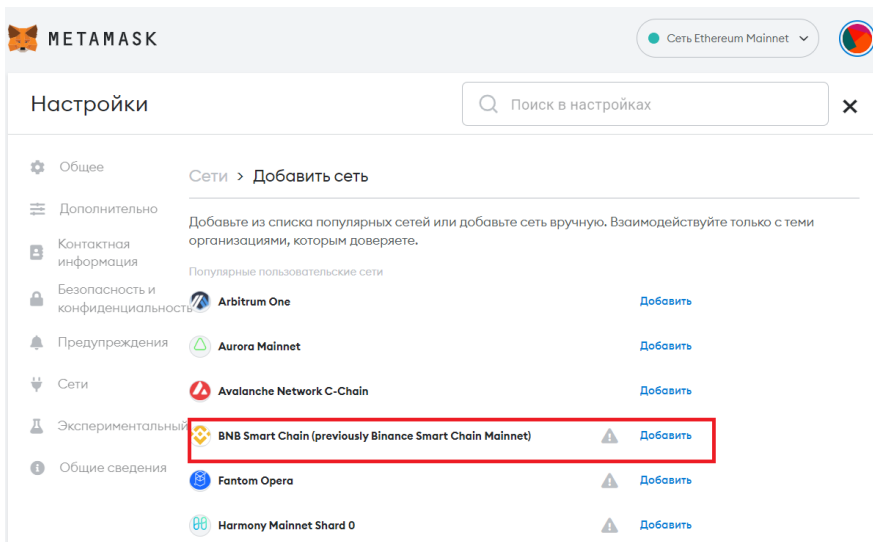 METAMASK
Сеть Ethereum Mainnet
Настройки
Поиск в настройках
Общее
Дополнительно
Контактная
информация
Безопасность и
конфиденциальность
Предупреждения
Сети
Экспериментальный
Общие сведения
Сети > Добавить сеть
Добавьте из списка популярных сетей или добавьте сеть вручную. Взаимодействуйте только с теми
организациями, которым доверяете.
Популярные пользовательские сети
Arbitrum One Добавить
Aurora Mainnet Добавить
Avalanche Network C-Chain Добавить
BNB Smart Chain (previously Binance Smart Chain Mainnet) Добавить
Fantom Opera Добавить
Harmony Mainnet Shard 0 Добавить